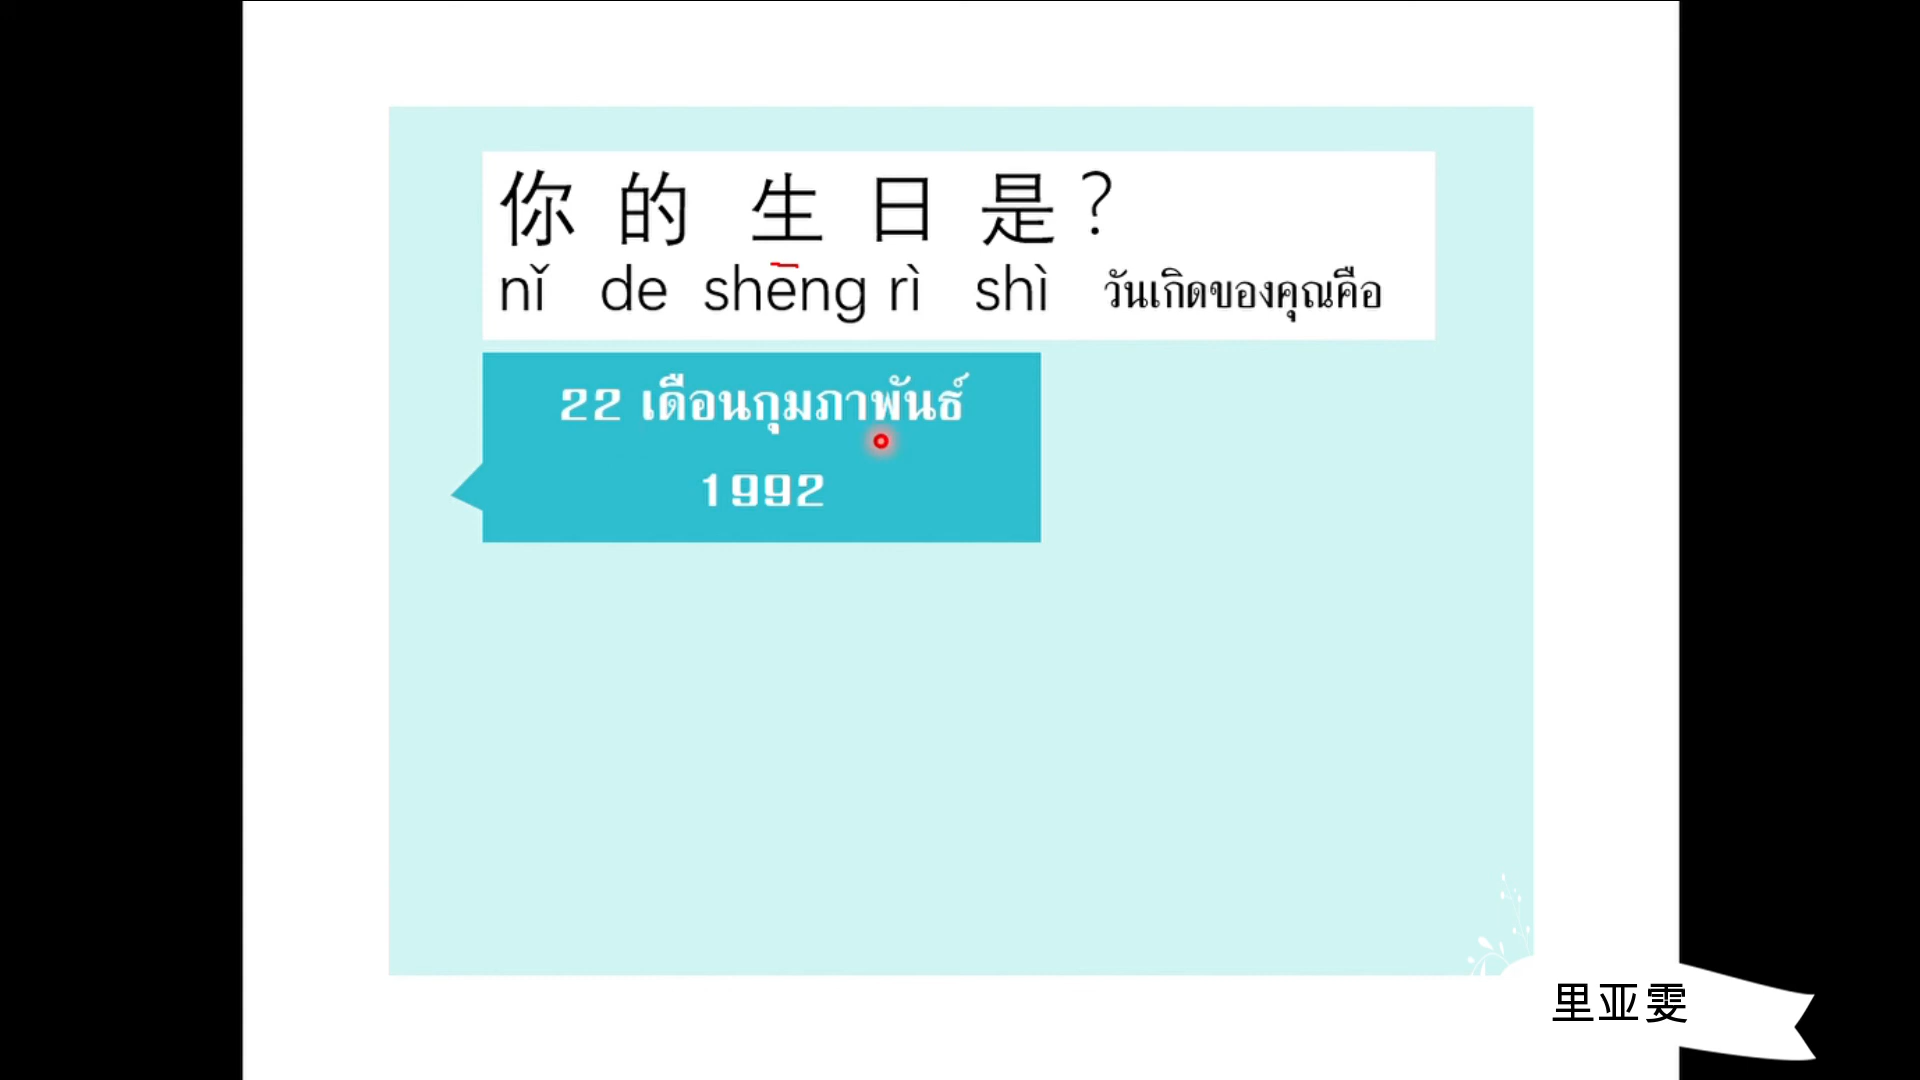 你 的 生 日 是？
nǐ de shēng rì shì วันเกิดของคุณคือ
22 เดือนกุมภาพันธ์
1992
里亚雯